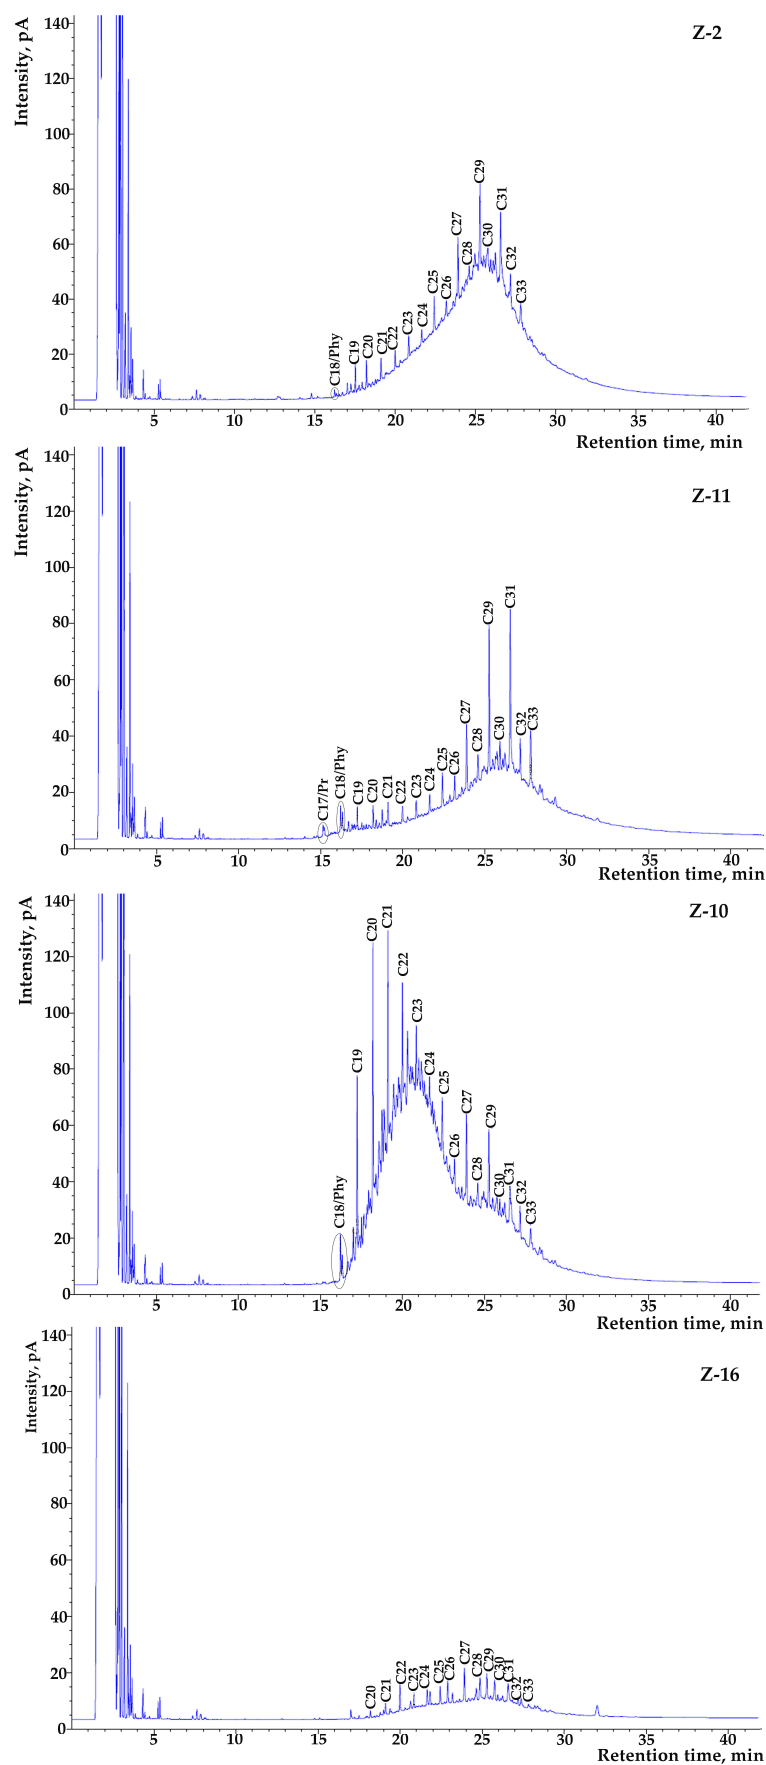 Z-2
Intensity, pA
140
120
100
80
60
40
20
0
C18/Phy
C19
C20
C21
C22
C23
C24
C25
C26
C27
C28
C29
C30
C31
C32
C33
5 10 15 20 25 30 35 40
Retention time, min
Z-11
Intensity, pA
140
120
100
80
60
40
20
0
C17/Pr
C18/Phy
C19
C20
C21
C22
C23
C24
C25
C26
C27
C28
C29
C30
C31
C32
C33
5 10 15 20 25 30 35 40
Retention time, min
Z-10
Intensity, pA
140
120
100
80
60
40
20
0
C18/Phy
C19
C20
C21
C22
C23
C24
C25
C26
C27
C28
C29
C30
C31
C32
C33
5 10 15 20 25 30 35 40
Retention time, min
Z-16
Intensity, pA
140
120
100
80
60
40
20
0
C20
C21
C22
C23
C24
C25
C26
C27
C28
C29
C30
C31
C32
C33
5 10 15 20 25 30 35 40
Retention time, min